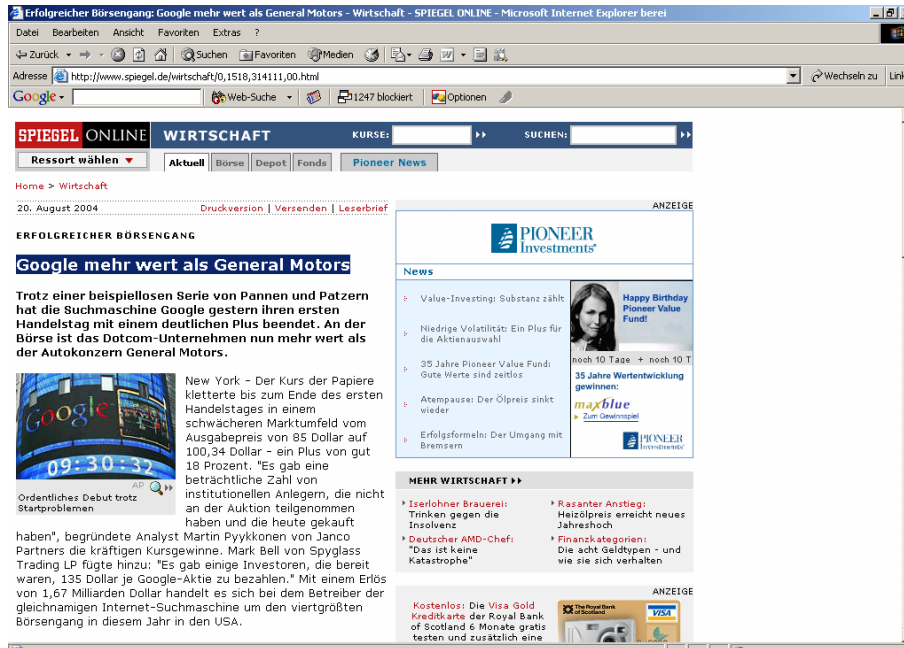 Erfolgreicher Börsengang: Google mehr wert als General Motors - Wirtschaft - SPIEGEL ONLINE - Microsoft Internet Explorer berei
Datei Bearbeiten Ansicht Favoriten Extras ?
Zurück Suchen Favoriten Medien
Adresse http://www.spiegel.de/wirtschaft/0,1518,314111,00.html Wechseln zu Link
Google Web-Suche 1247 blockiert Optionen
SPIEGEL ONLINE WIRTSCHAFT KURSE: SUCHEN:
Ressort wählen Aktuell Börse Depot Fonds Pioneer News
Home > Wirtschaft
20. August 2004 Druckversion | Versenden | Leserbrief
ERFOLGREICHER BÖRSENGANG
Google mehr wert als General Motors
Trotz einer beispiellosen Serie von Pannen und Patzern
hat die Suchmaschine Google gestern ihren ersten
Handelstag mit einem deutlichen Plus beendet. An der
Börse ist das Dotcom-Unternehmen nun mehr wert als
der Autokonzern General Motors.
Google
09:30:32
AP
Ordentliches Debut trotz
Startproblemen
New York - Der Kurs der Papiere
kletterte bis zum Ende des ersten
Handelstages in einem
schwächeren Marktumfeld vom
Ausgabepreis von 85 Dollar auf
100,34 Dollar - ein Plus von gut
18 Prozent. "Es gab eine
beträchtliche Zahl von
institutionellen Anlegern, die nicht
an der Auktion teilgenommen
haben und die heute gekauft
haben", begründete Analyst Martin Pyykkonen von Janco
Partners die kräftigen Kursgewinne. Mark Bell von Spyglass
Trading LP fügte hinzu: "Es gab einige Investoren, die bereit
waren, 135 Dollar je Google-Aktie zu bezahlen." Mit einem Erlös
von 1,67 Milliarden Dollar handelt es sich bei dem Betreiber der
gleichnamigen Internet-Suchmaschine um den viertgrößten
Börsengang in diesem Jahr in den USA.
ANZEIGE
PIONEER
Investments®
News
Value-Investing: Substanz zählt
Niedrige Volatilität: Ein Plus für
die Aktienauswahl
35 Jahre Pioneer Value Fund:
Gute Werte sind zeitlos
Atempause: Der Ölpreis sinkt
wieder
Erfolgsformeln: Der Umgang mit
Bremsern
Happy Birthday
Pioneer Value
Fund!
noch 10 Tage + noch 10 T
35 Jahre Wertentwicklung
gewinnen:
maxblue
Zum Gewinnspiel
PIONEER
Investments
MEHR WIRTSCHAFT
Iserlohner Brauerei:
Trinken gegen die
Insolvenz
Deutscher AMD-Chef:
"Das ist keine
Katastrophe"
Rasanter Anstieg:
Heizölpreis erreicht neues
Jahreshoch
Finanzkategorien:
Die acht Geldtypen - und
wie sie sich verhalten
ANZEIGE
Kostenlos: Die Visa Gold
Kreditkarte der Royal Bank
of Scotland 6 Monate gratis
testen und zusätzlich eine
The Royal Bank
of Scotland
VISA